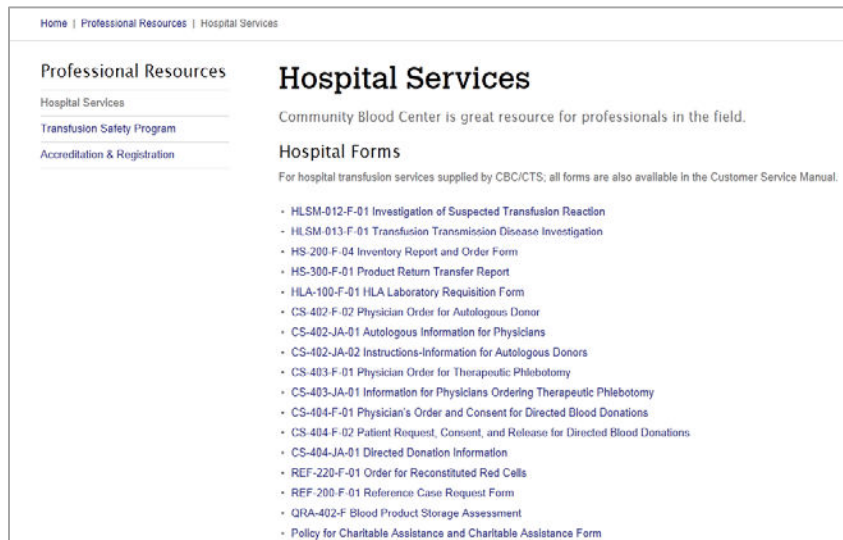 Home | Professional Resources | Hospital Services
Professional Resources
Hospital Services
Transfusion Safety Program
Accreditation & Registration
Hospital Services
Community Blood Center is great resource for professionals in the field.
Hospital Forms
For hospital transfusion services supplied by CBC/CTS; all forms are also available in the Customer Service Manual.
• HLSM-012-F-01 Investigation of Suspected Transfusion Reaction
• HLSM-013-F-01 Transfusion Transmission Disease Investigation
• HS-200-F-04 Inventory Report and Order Form
• HS-300-F-01 Product Return Transfer Report
• HLA-100-F-01 HLA Laboratory Requisition Form
• CS-402-F-02 Physician Order for Autologous Donor
• CS-402-JA-01 Autologous Information for Physicians
• CS-402-JA-02 Instructions-Information for Autologous Donors
• CS-403-F-01 Physician Order for Therapeutic Phlebotomy
• CS-403-JA-01 Information for Physicians Ordering Therapeutic Phlebotomy
• CS-404-F-01 Physician's Order and Consent for Directed Blood Donations
• CS-404-F-02 Patient Request, Consent, and Release for Directed Blood Donations
• CS-404-JA-01 Directed Donation Information
• REF-220-F-01 Order for Reconstituted Red Cells
• REF-200-F-01 Reference Case Request Form
• QRA-402-F Blood Product Storage Assessment
• Policy for Charitable Assistance and Charitable Assistance Form